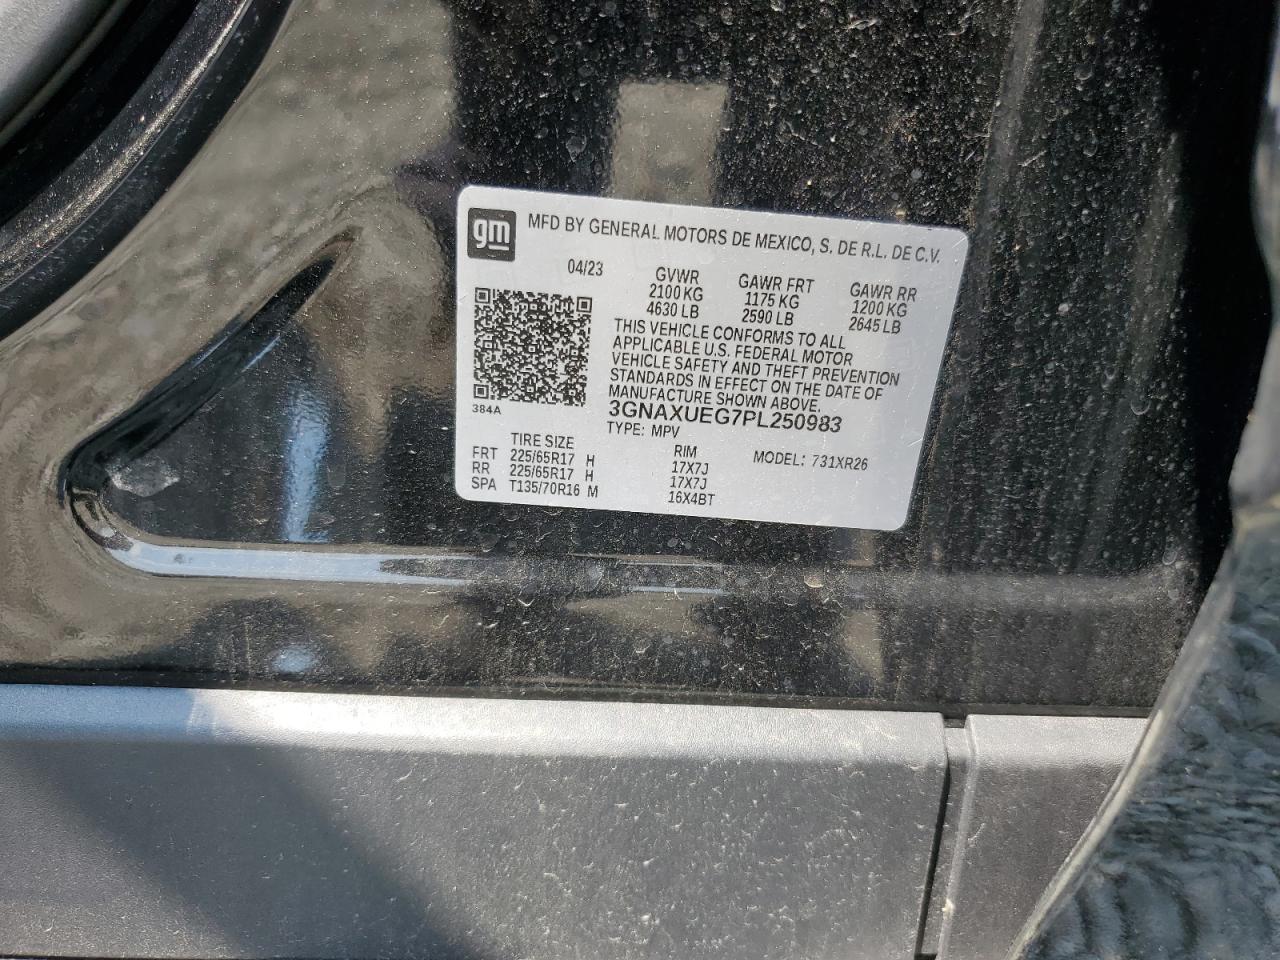 gm MFD BY GENERAL MOTORS DE MEXICO, S. DE R.L. DE C.V.
04/23 GVWR GAWR FRT GAWR RR
2100 KG 1175 KG 1200 KG
4630 LB 2590 LB 2645 LB
THIS VEHICLE CONFORMS TO ALL
APPLICABLE U.S. FEDERAL MOTOR
VEHICLE SAFETY AND THEFT PREVENTION
STANDARDS IN EFFECT ON THE DATE OF
MANUFACTURE SHOWN ABOVE.
384A 3GNAXUEG7PL250983
TYPE: MPV
TIRE SIZE RIM MODEL: 731XR26
FRT 225/65R17 H 17X7J
RR 225/65R17 H 17X7J
SPA T135/70R16 M 16X4BT